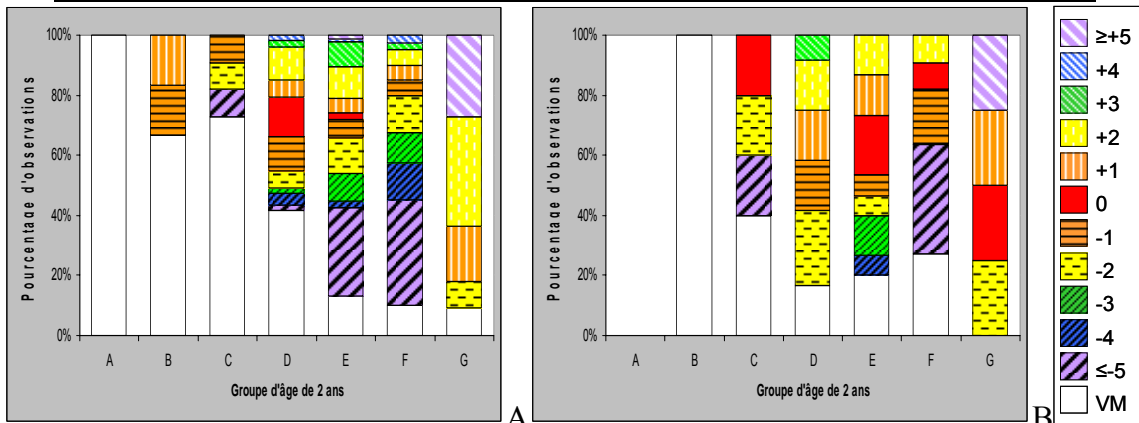 100%
80%
60%
40%
20%
0%
Pourcentage d'observations
A B C D E F G
Groupe d'âge de 2 ans
A
100%
80%
60%
40%
20%
0%
Pourcentage d'observations
A B C D E F G
Groupe d'âge de 2 ans
B
≥+5
+4
+3
+2
+1
0
-1
-2
-3
-4
≤-5
VM